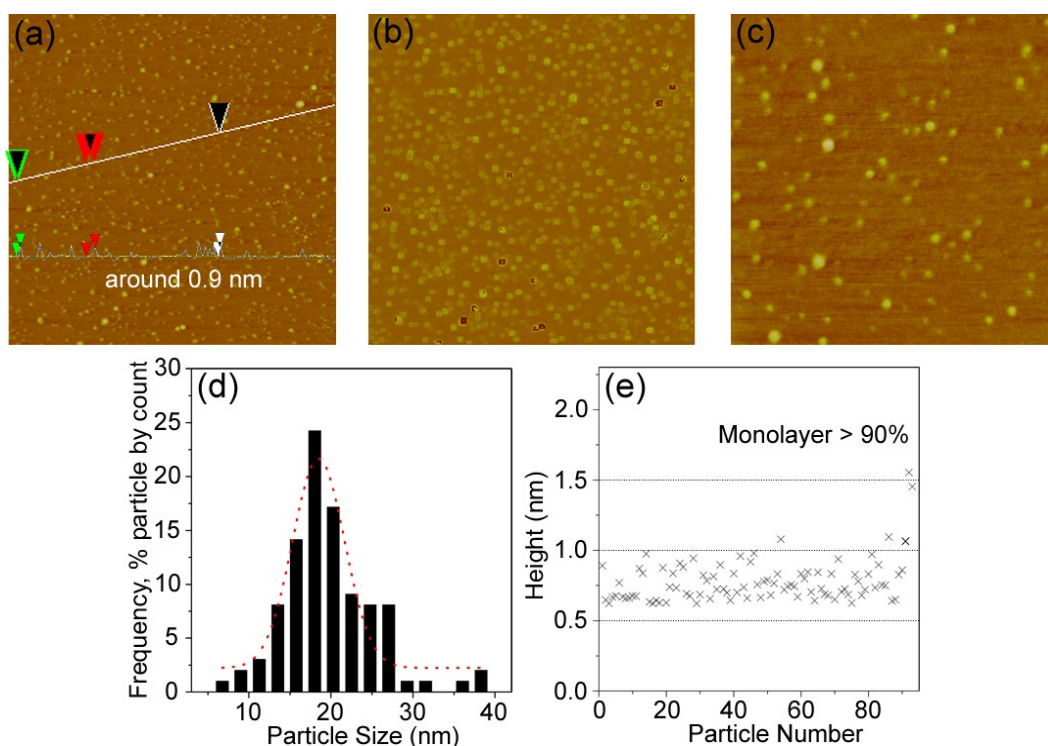 (a)
(b)
(c)
around 0.9 nm
(d)
Frequency, % particle by count
30
25
20
15
10
5
0
10
20
30
40
Particle Size (nm)
(e)
Monolayer > 90%
Height (nm)
2.0
1.5
1.0
0.5
0.0
0
20
40
60
80
Particle Number